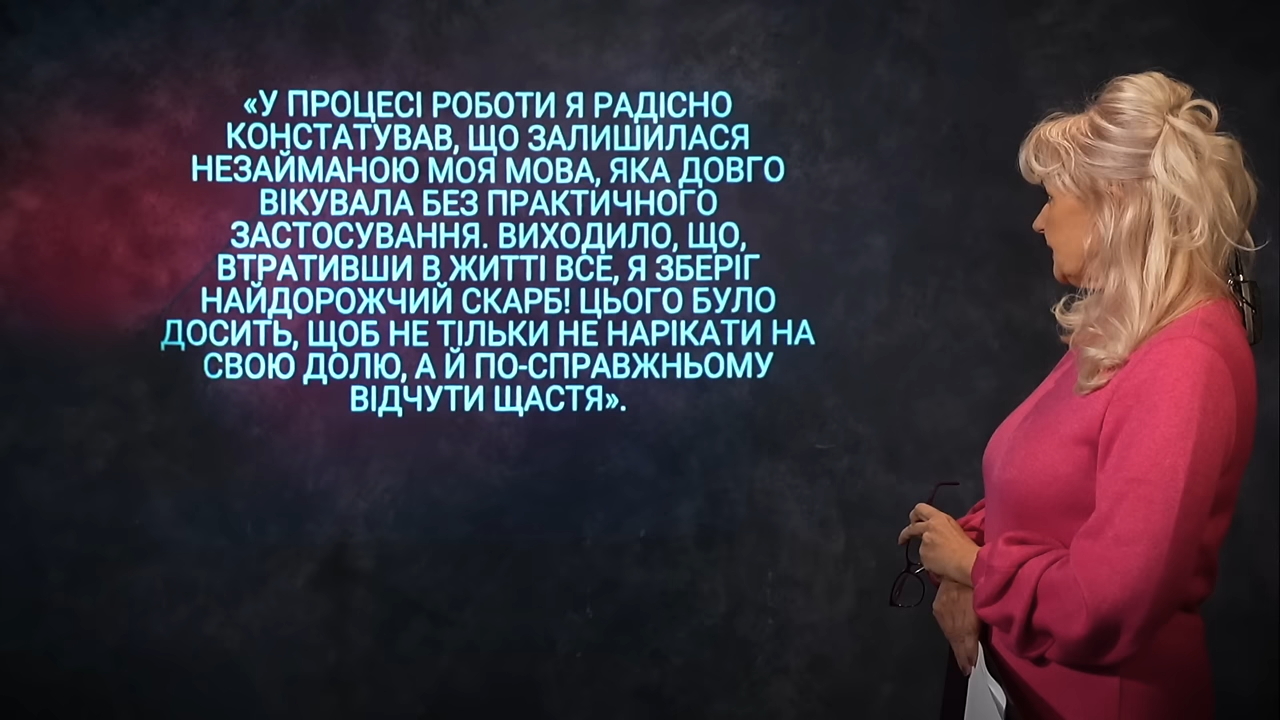 «У ПРОЦЕСІ РОБОТИ Я РАДІСНО
КОНСТАТУВАВ, ЩО ЗАЛИШИЛАСЯ
НЕЗАЙМАНОЮ МОЯ МОВА, ЯКА ДОВГО
ВІКУВАЛА БЕЗ ПРАКТИЧНОГО
ЗАСТОСУВАННЯ. ВИХОДИЛО, ЩО,
ВТРАТИВШИ В ЖИТТІ ВСЕ, Я ЗБЕРІГ
НАЙДОРОЖЧИЙ СКАРБ! ЦЬОГО БУЛО
ДОСИТЬ, ЩОБ НЕ ТІЛЬКИ НЕ НАРІКАТИ НА
СВОЮ ДОЛЮ, А Й ПО-СПРАВЖНЬОМУ
ВІДЧУТИ ЩАСТЯ».